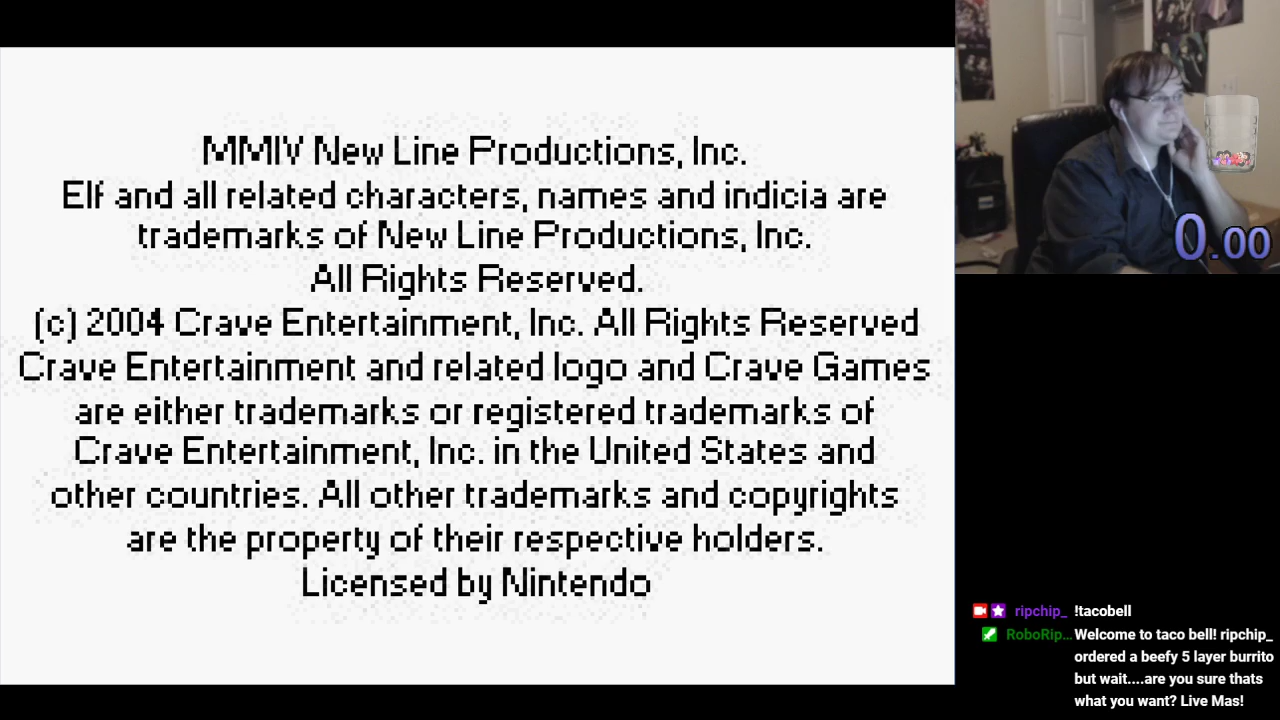 MMIV New Line Productions, Inc.
Elf and all related characters, names and indicia are
trademarks of New Line Productions, Inc.
All Rights Reserved.
(c) 2004 Crave Entertainment, Inc. All Rights Reserved
Crave Entertainment and related logo and Crave Games
are either trademarks or registered trademarks of
Crave Entertainment, Inc. in the United States and
other countries. All other trademarks and copyrights
are the property of their respective holders.
Licensed by Nintendo
0.00
ripchip_ !tacobell
RoboRip... Welcome to taco bell! ripchip_
ordered a beefy 5 layer burrito
but wait....are you sure thats
what you want? Live Mas!